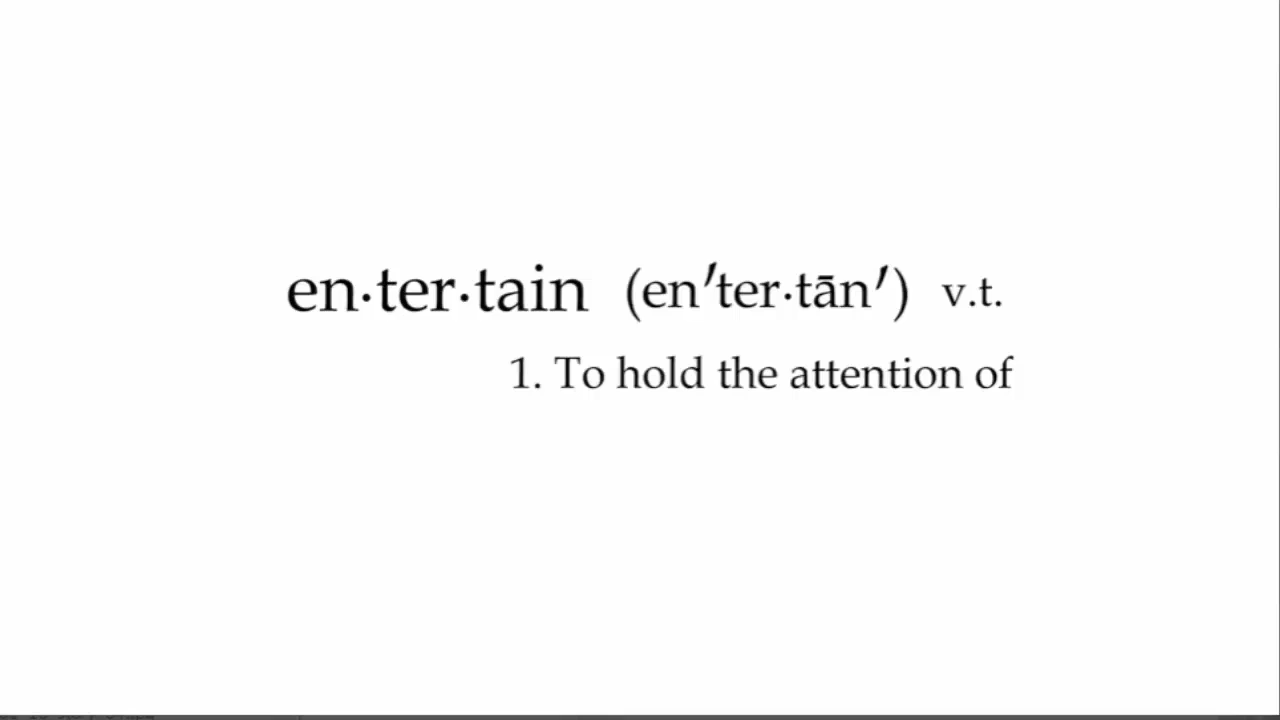 en·ter·tain (en′ter·tān′) v.t.
1. To hold the attention of